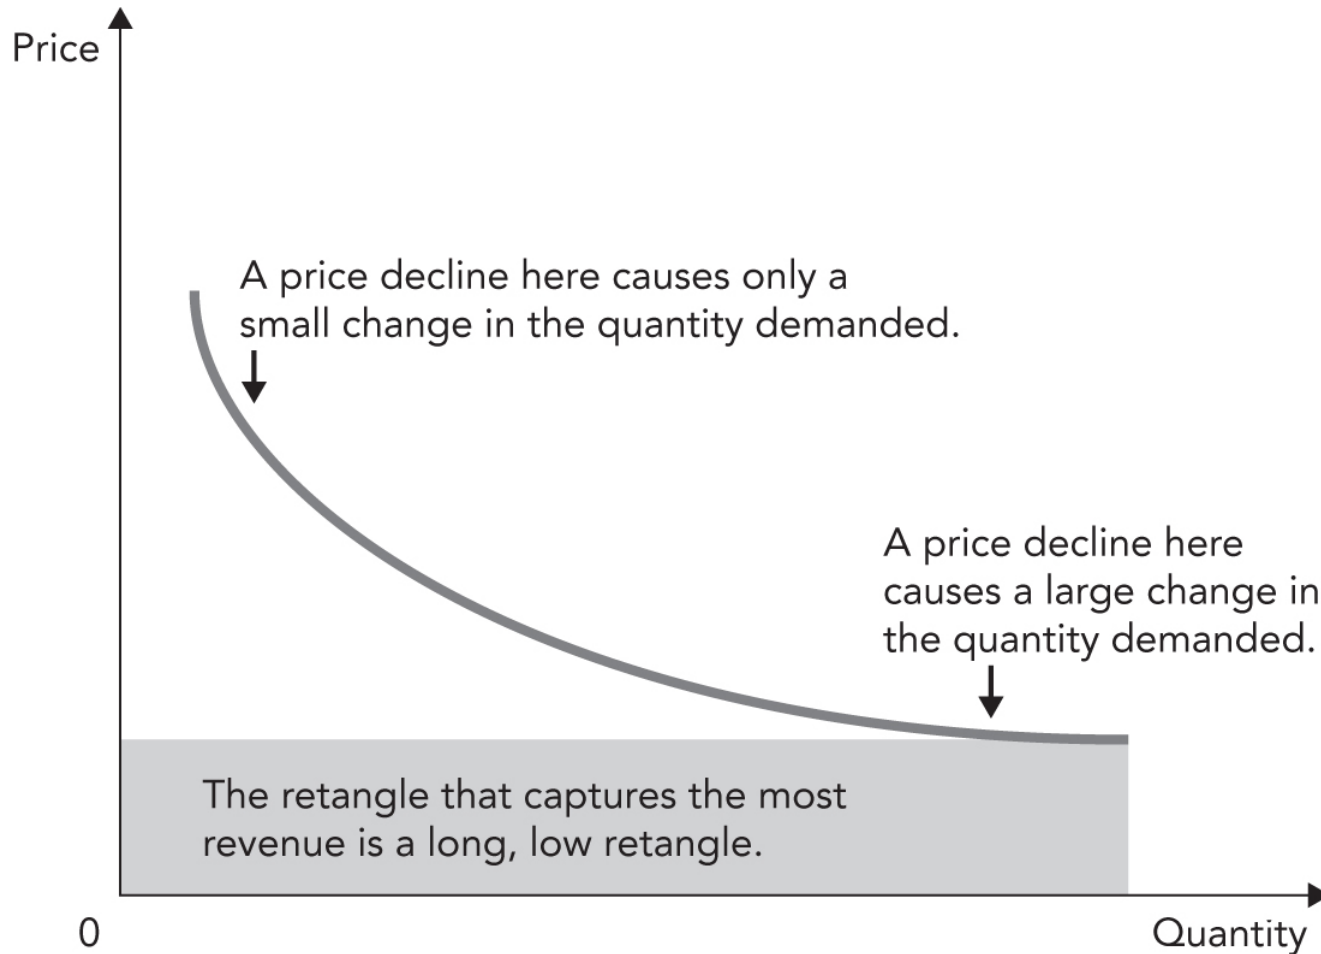 Price
A price decline here causes only a
small change in the quantity demanded.
A price decline here
causes a large change in
the quantity demanded.
The retangle that captures the most
revenue is a long, low retangle.
0
Quantity